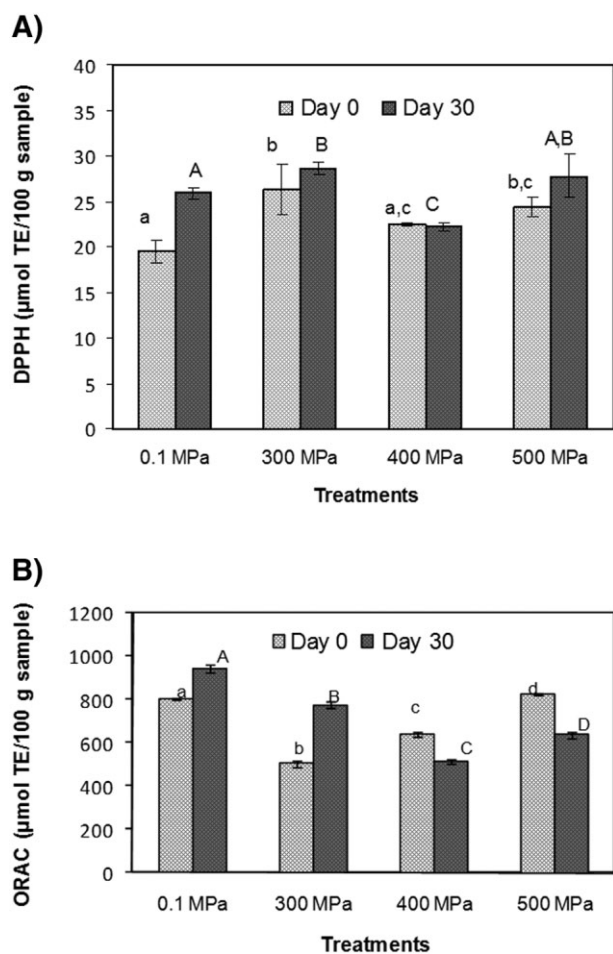 A)
DPPH (µmol TE/100 g sample)
40
35
30
25
20
15
10
5
0
Day 0 Day 30
a A b B a,c C b,c A,B
0.1 MPa 300 MPa 400 MPa 500 MPa
Treatments
B)
ORAC (µmol TE/100 g sample)
1200
1000
800
600
400
200
0
Day 0 Day 30
a A b B c C d D
0.1 MPa 300 MPa 400 MPa 500 MPa
Treatments